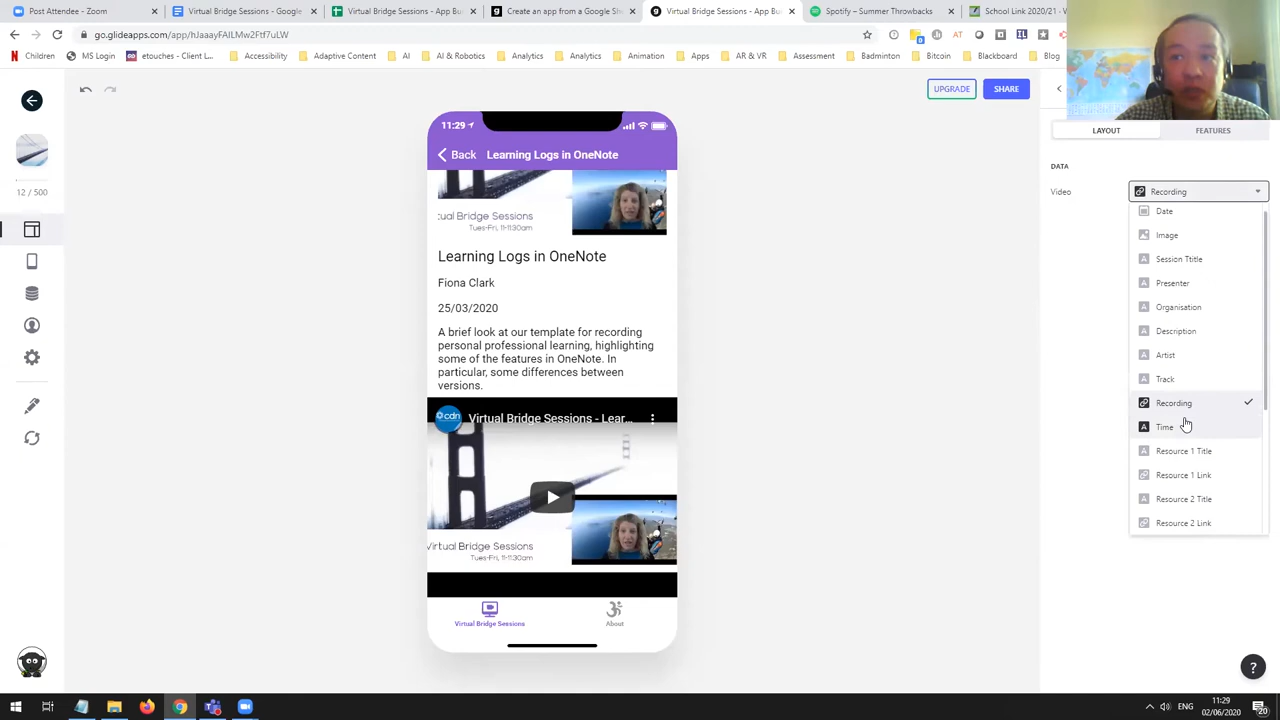 Post Attendee - Zoom
Virtual Bridge Sessions - Google
Virtual Bridge Sessions - App Bo
Create an app from a Google She
Virtual Bridge Sessions - App Bu
Spotify – Summer Throwbacks
School Link 2020/21 - V
go.glideapps.com/app/hJaaayFAILMw2Ftf7uLW
Children
MS Login
etouches - Client L...
Accessibility
Adaptive Content
AI
AI & Robotics
Analytics
Analytics
Animation
Apps
AR & VR
Assessment
Badminton
Bitcoin
Blackboard
Blog
UPGRADE
SHARE
12 / 500
11:29
Back
Learning Logs in OneNote
tual Bridge Sessions
Tues-Fri, 11-11:30am
Learning Logs in OneNote
Fiona Clark
25/03/2020
A brief look at our template for recording
personal professional learning, highlighting
some of the features in OneNote. In
particular, some differences between
versions.
cdn
Virtual Bridge Sessions - Lear...
Virtual Bridge Sessions
Tues-Fri, 11-11:30am
Virtual Bridge Sessions
About
LAYOUT
FEATURES
DATA
Video
Recording
Date
Image
Session Ttitle
Presenter
Organisation
Description
Artist
Track
Recording
Time
Resource 1 Title
Resource 1 Link
Resource 2 Title
Resource 2 Link
?
ENG
11:29
02/06/2020
20